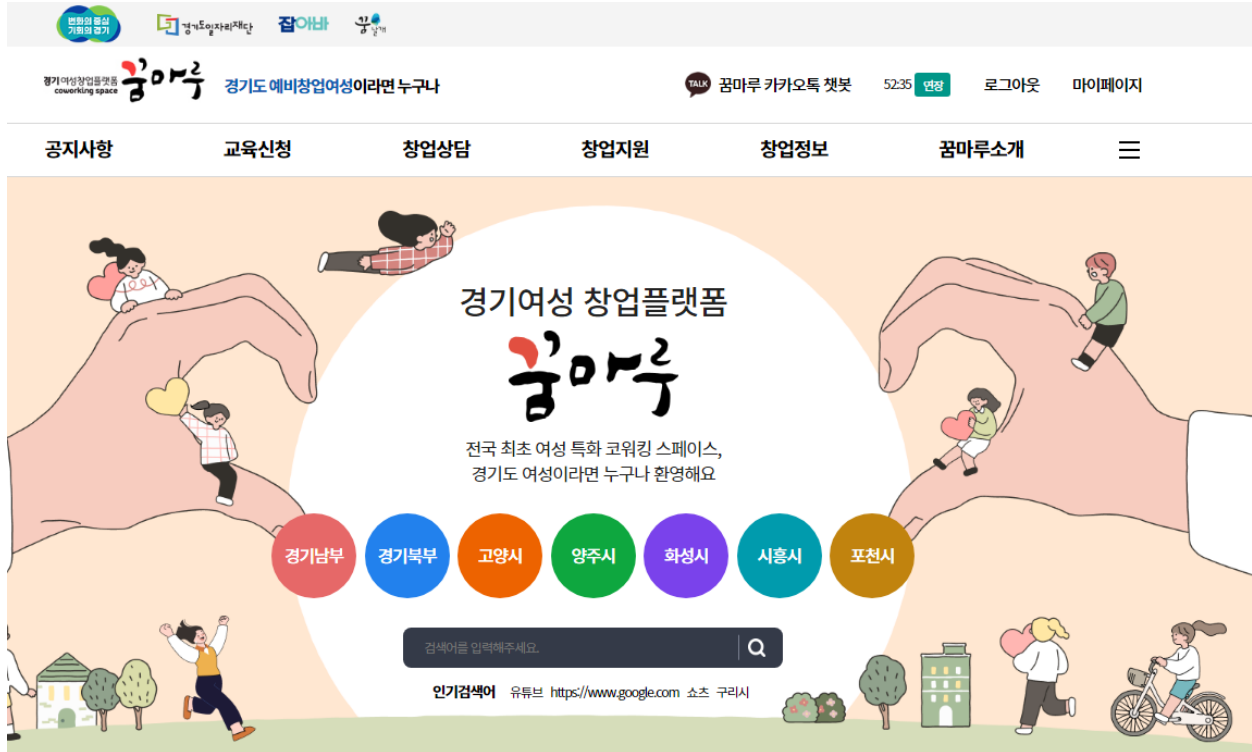 변화의 중심
기회의 경기
경기도일자리재단
잡아바
꿈날개
경기여성창업플랫폼
coworking space
꿈마루
경기도 예비창업여성이라면 누구나
TALK
꿈마루 카카오톡 챗봇
52:35
연장
로그아웃
마이페이지
공지사항
교육신청
창업상담
창업지원
창업정보
꿈마루소개
경기여성 창업플랫폼
꿈마루
전국 최초 여성 특화 코워킹 스페이스,
경기도 여성이라면 누구나 환영해요
경기남부
경기북부
고양시
양주시
화성시
시흥시
포천시
검색어를 입력해주세요.
인기검색어 유튜브 https://www.google.com 쇼츠 구리시